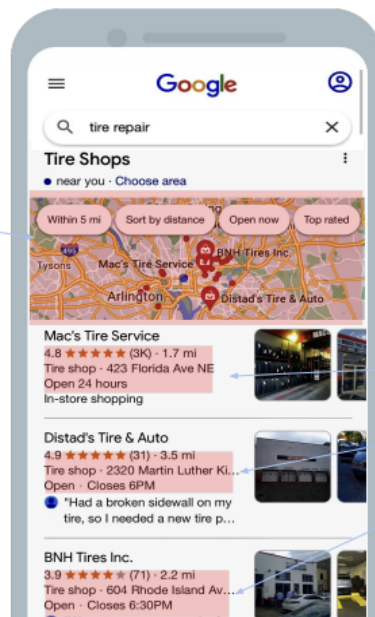 Google
tire repair
Tire Shops
near you · Choose area
Within 5 mi
Sort by distance
Open now
Top rated
495
Tysons
Mac's Tire Service
BNH Tires Inc.
Arlington
Distad's Tire & Auto
Mac's Tire Service
4.8 ★★★★★ (3K) · 1.7 mi
Tire shop · 423 Florida Ave NE
Open 24 hours
In-store shopping
Distad's Tire & Auto
4.9 ★★★★★ (31) · 3.5 mi
Tire shop · 2320 Martin Luther Ki...
Open · Closes 6PM
"Had a broken sidewall on my
tire, so I needed a new tire p...
BNH Tires Inc.
3.9 ★★★★★ (71) · 2.2 mi
Tire shop · 604 Rhode Island Av...
Open · Closes 6:30PM